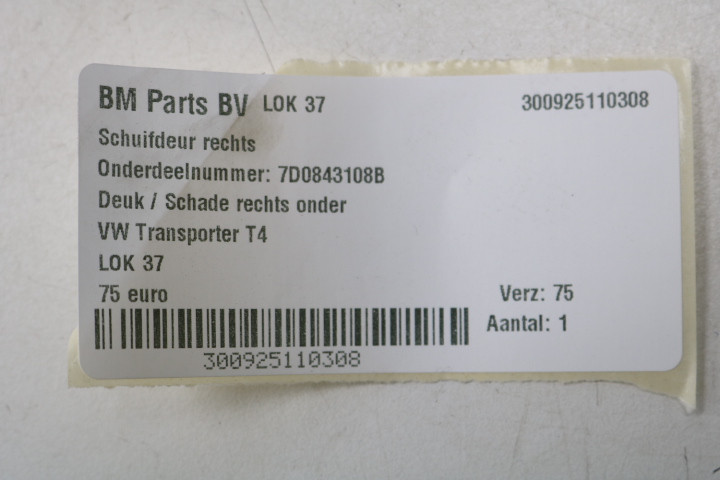 BM Parts BV LOK 37 300925110308
Schuifdeur rechts
Onderdeelnummer: 7D0843108B
Deuk / Schade rechts onder
VW Transporter T4
LOK 37
75 euro Verz: 75
Aantal: 1
300925110308